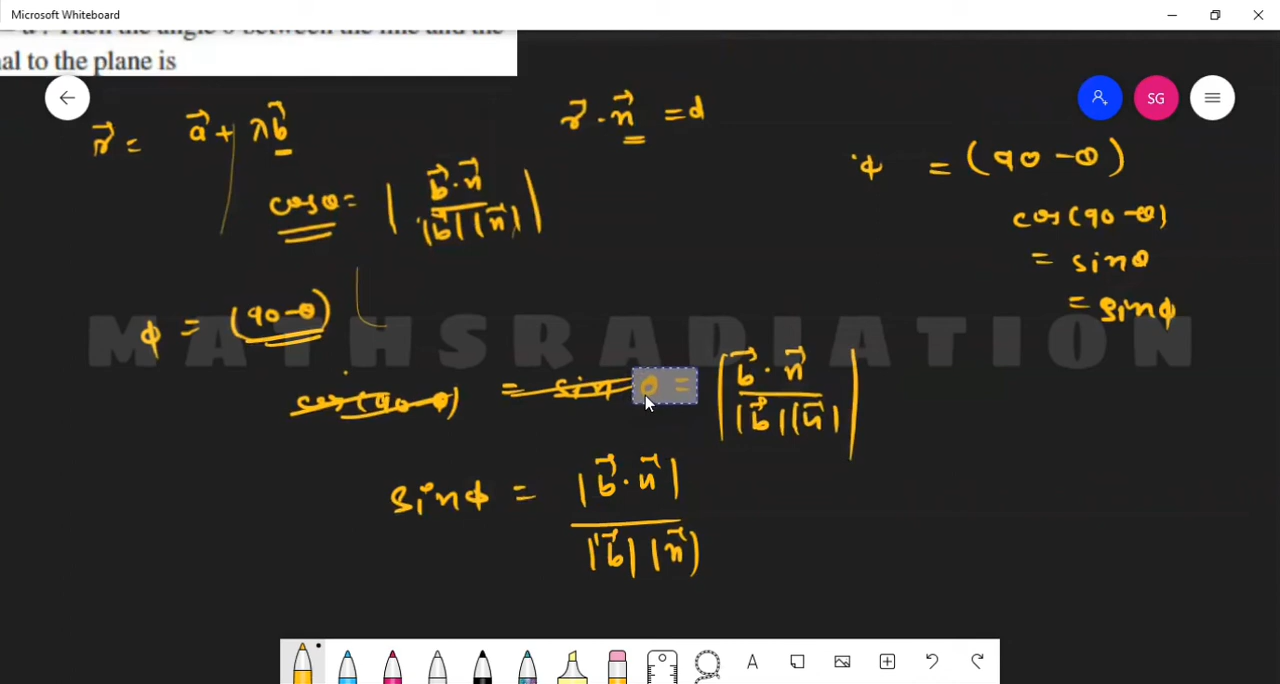 Microsoft Whiteboard
al to the plane is
SG
r⃗ = a⃗ + λb⃗
r⃗ · n⃗ = d
cosθ = | b⃗ · n⃗ / |b⃗| |n⃗| |
ϕ = (90 - θ)
cos(90 - θ)
= sinθ
= sinϕ
ϕ = (90 - θ)
MATHSRADIATION
cos(90 - θ) = sin θ = | b⃗ · n⃗ / |b⃗| |n⃗| |
sinϕ = |b⃗ · n⃗| / |b⃗| |n⃗|
A